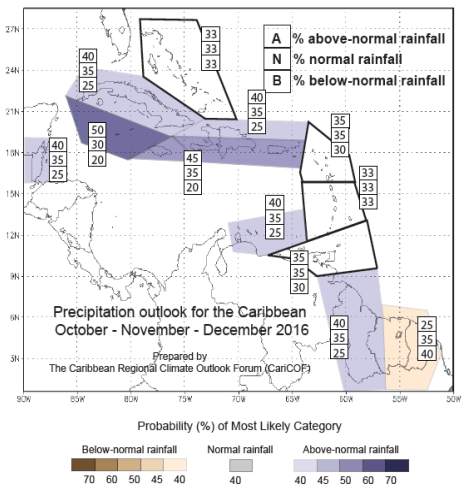 27N
24N
21N
18N
15N
12N
9N
6N
3N
33
33
33
A % above-normal rainfall
N % normal rainfall
B % below-normal rainfall
40
35
25
40
35
25
50
30
20
40
35
25
45
35
20
35
35
30
33
33
33
40
35
25
35
35
30
40
35
25
25
35
40
Precipitation outlook for the Caribbean
October - November - December 2016
Prepared by
The Caribbean Regional Climate Outlook Forum (CariCOF)
90W 85W 80W 75W 70W 65W 60W 55W 50W
Probability (%) of Most Likely Category
Below-normal rainfall Normal rainfall Above-normal rainfall
70 60 50 45 40 40 40 45 50 60 70